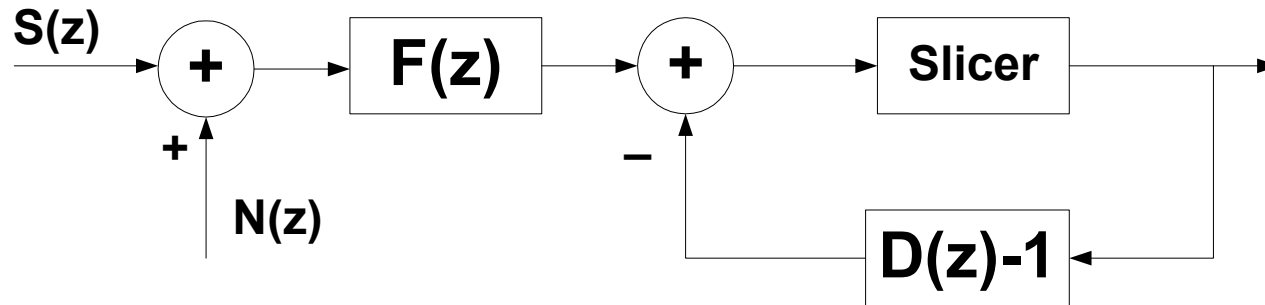 S(z)
+
F(z)
+
Slicer
+
–
N(z)
D(z)-1